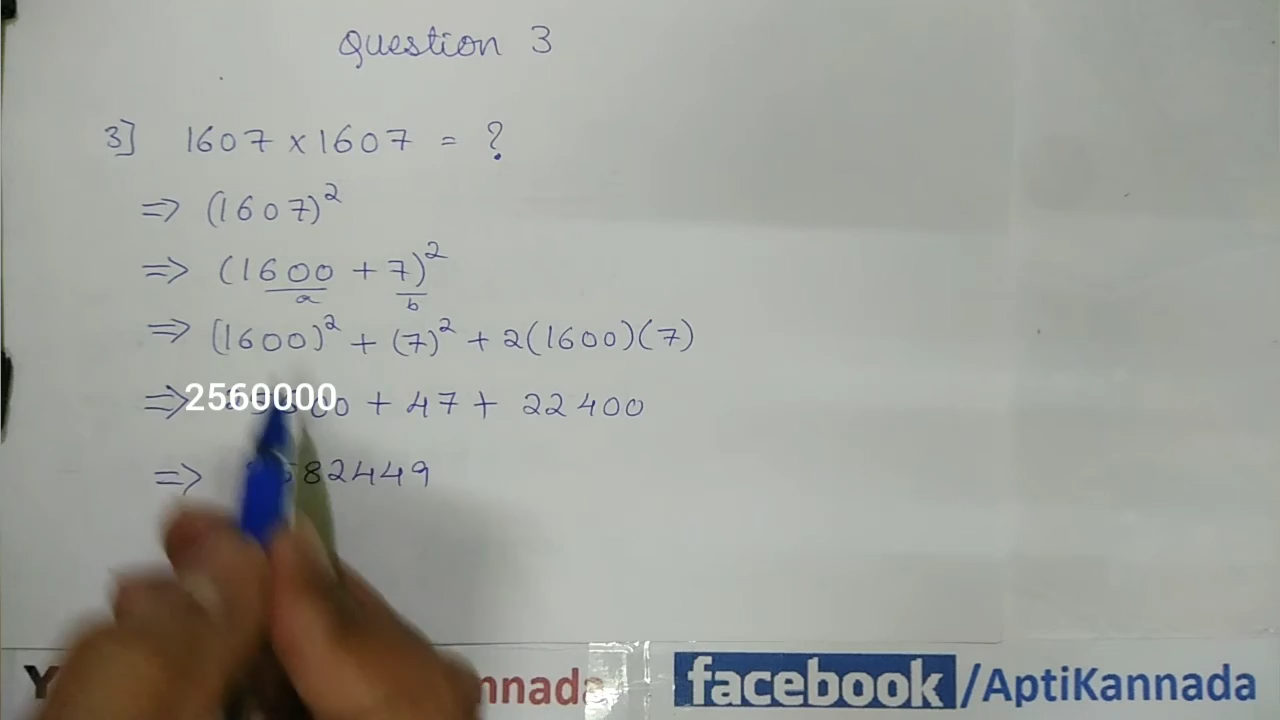 Question 3
3] 1607 x 1607 = ?
⇒ (1607)²
⇒ (1600 + 7)²
a b
⇒ (1600)² + (7)² + 2(1600)(7)
⇒ 2560000 + 47 + 22400
⇒ 82449
facebook/AptiKannada